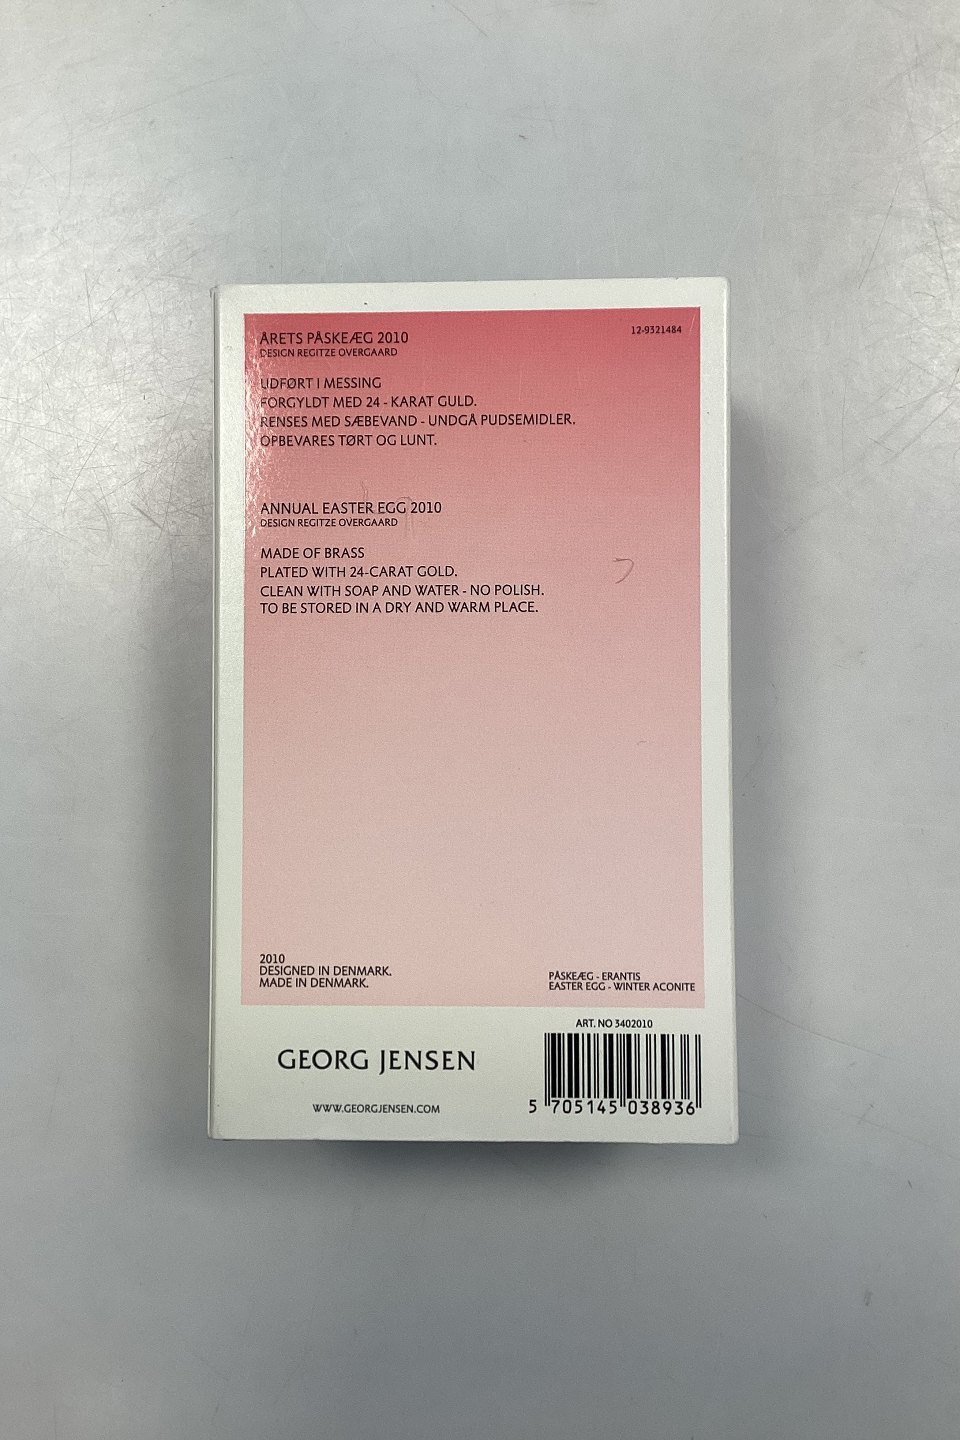 ÅRETS PÅSKEÆG 2010
DESIGN REGITZE OVERGAARD
12-9321484
UDFØRT I MESSING
FORGYLDT MED 24 - KARAT GULD.
RENSES MED SÆBEVAND - UNDGÅ PUDSEMIDLER.
OPBEVARES TØRT OG LUNT.
ANNUAL EASTER EGG 2010
DESIGN REGITZE OVERGAARD
MADE OF BRASS
PLATED WITH 24-CARAT GOLD.
CLEAN WITH SOAP AND WATER - NO POLISH.
TO BE STORED IN A DRY AND WARM PLACE.
2010
DESIGNED IN DENMARK.
MADE IN DENMARK.
PÅSKEÆG - ERANTIS
EASTER EGG - WINTER ACONITE
ART. NO 3402010
GEORG JENSEN
WWW.GEORGJENSEN.COM
5 705145 038936